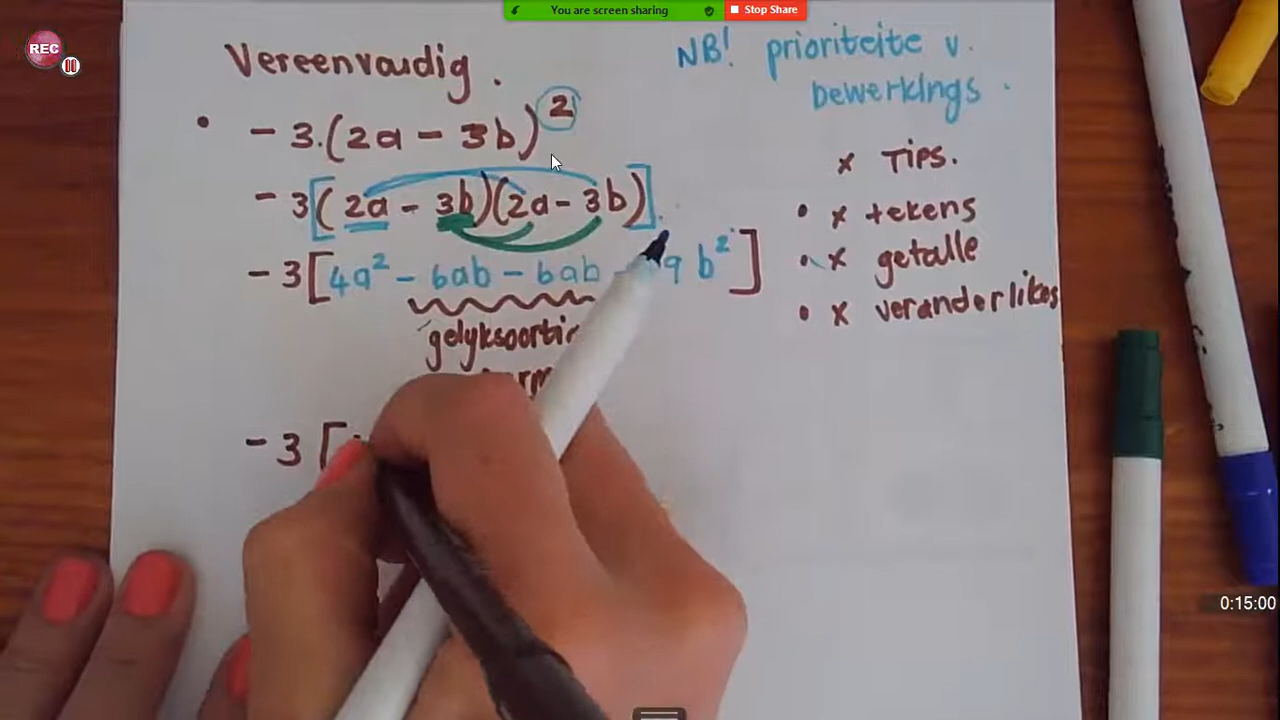 You are screen sharing Stop Share
REC
Vereenvoudig.
NB! prioriteite v.
bewerkings.
• - 3.(2a - 3b)²
- 3[(2a - 3b)(2a - 3b)]
- 3[4a² - 6ab - 6ab 9b²]
- 3[
x TIPS.
• x tekens
• x getalle
• x veranderlikes
0:15:00